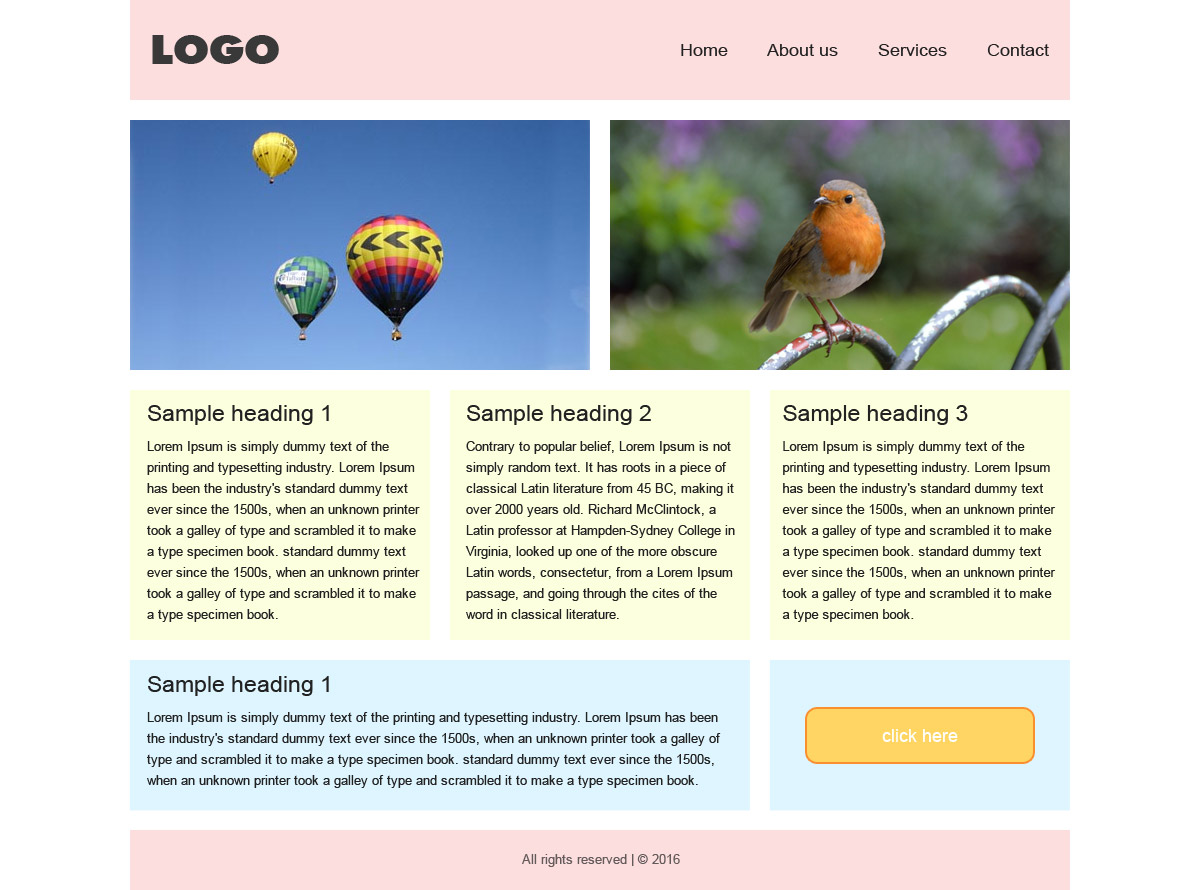 LOGO
Home About us Services Contact
Sample heading 1
Lorem Ipsum is simply dummy text of the
printing and typesetting industry. Lorem Ipsum
has been the industry's standard dummy text
ever since the 1500s, when an unknown printer
took a galley of type and scrambled it to make
a type specimen book. standard dummy text
ever since the 1500s, when an unknown printer
took a galley of type and scrambled it to make
a type specimen book.
Sample heading 2
Contrary to popular belief, Lorem Ipsum is not
simply random text. It has roots in a piece of
classical Latin literature from 45 BC, making it
over 2000 years old. Richard McClintock, a
Latin professor at Hampden-Sydney College in
Virginia, looked up one of the more obscure
Latin words, consectetur, from a Lorem Ipsum
passage, and going through the cites of the
word in classical literature.
Sample heading 3
Lorem Ipsum is simply dummy text of the
printing and typesetting industry. Lorem Ipsum
has been the industry's standard dummy text
ever since the 1500s, when an unknown printer
took a galley of type and scrambled it to make
a type specimen book. standard dummy text
ever since the 1500s, when an unknown printer
took a galley of type and scrambled it to make
a type specimen book.
Sample heading 1
Lorem Ipsum is simply dummy text of the printing and typesetting industry. Lorem Ipsum has been
the industry's standard dummy text ever since the 1500s, when an unknown printer took a galley of
type and scrambled it to make a type specimen book. standard dummy text ever since the 1500s,
when an unknown printer took a galley of type and scrambled it to make a type specimen book.
click here
All rights reserved | © 2016